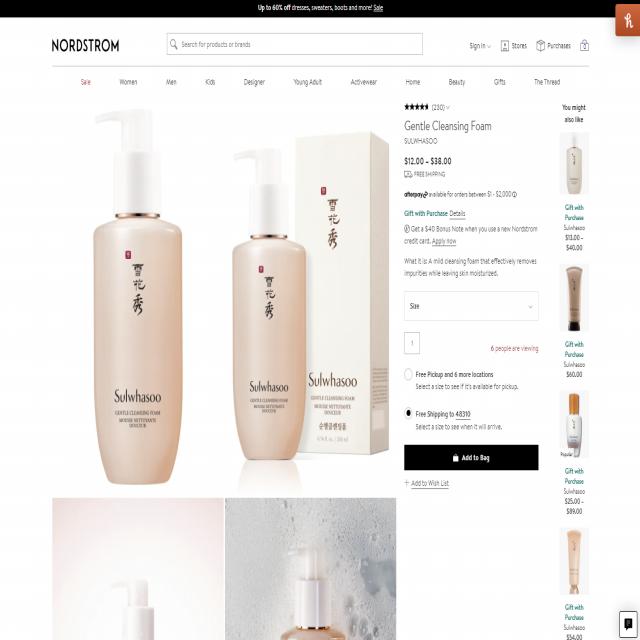 Up to 60% off dresses, sweaters, boots and more! Sale
NORDSTROM
Search for products or brands
Sign In
Stores
Purchases
0
Sale
Women
Men
Kids
Designer
Young Adult
Activewear
Home
Beauty
Gifts
The Thread
(230)
Gentle Cleansing Foam
SULWHASOO
$12.00 – $38.00
FREE SHIPPING
afterpay available for orders between $1 - $2,000
Gift with Purchase Details
Get a $40 Bonus Note when you use a new Nordstrom
credit card. Apply now
What it is: A mild cleansing foam that effectively removes
impurities while leaving skin moisturized.
Size
1
6 people are viewing
Free Pickup and 6 more locations
Select a size to see if it's available for pickup.
Free Shipping to 48310
Select a size to see when it will arrive.
Add to Bag
Add to Wish List
雪花秀
Sulwhasoo
GENTLE CLEANSING FOAM
MOUSSE NETTOYANTE
DOUCEUR
雪花秀
Sulwhasoo
GENTLE CLEANSING FOAM
MOUSSE NETTOYANTE
DOUCEUR
雪花秀
Sulwhasoo
GENTLE CLEANSING FOAM
MOUSSE NETTOYANTE
DOUCEUR
순행클렌징폼
You might
also like
Gift with
Purchase
Sulwhasoo
$13.00 –
$40.00
Gift with
Purchase
Sulwhasoo
$60.00
Popular
Gift with
Purchase
Sulwhasoo
$25.00 –
$89.00
Gift with
Purchase
Sulwhasoo
$54.00